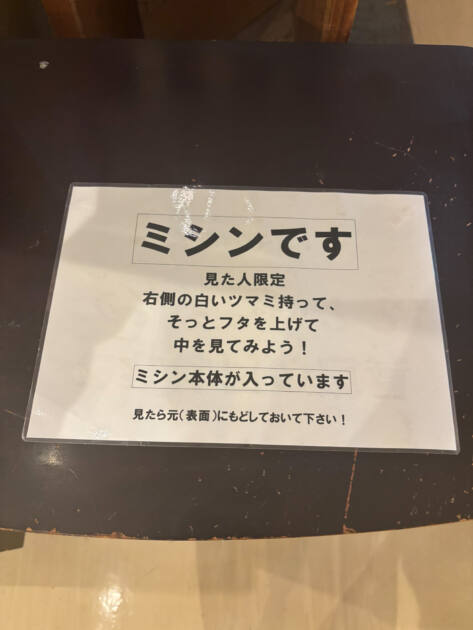 ミシンです
見た人限定
右側の白いツマミ持って、
そっとフタを上げて
中を見てみよう！
ミシン本体が入っています
見たら元(表面)にもどしておいて下さい！